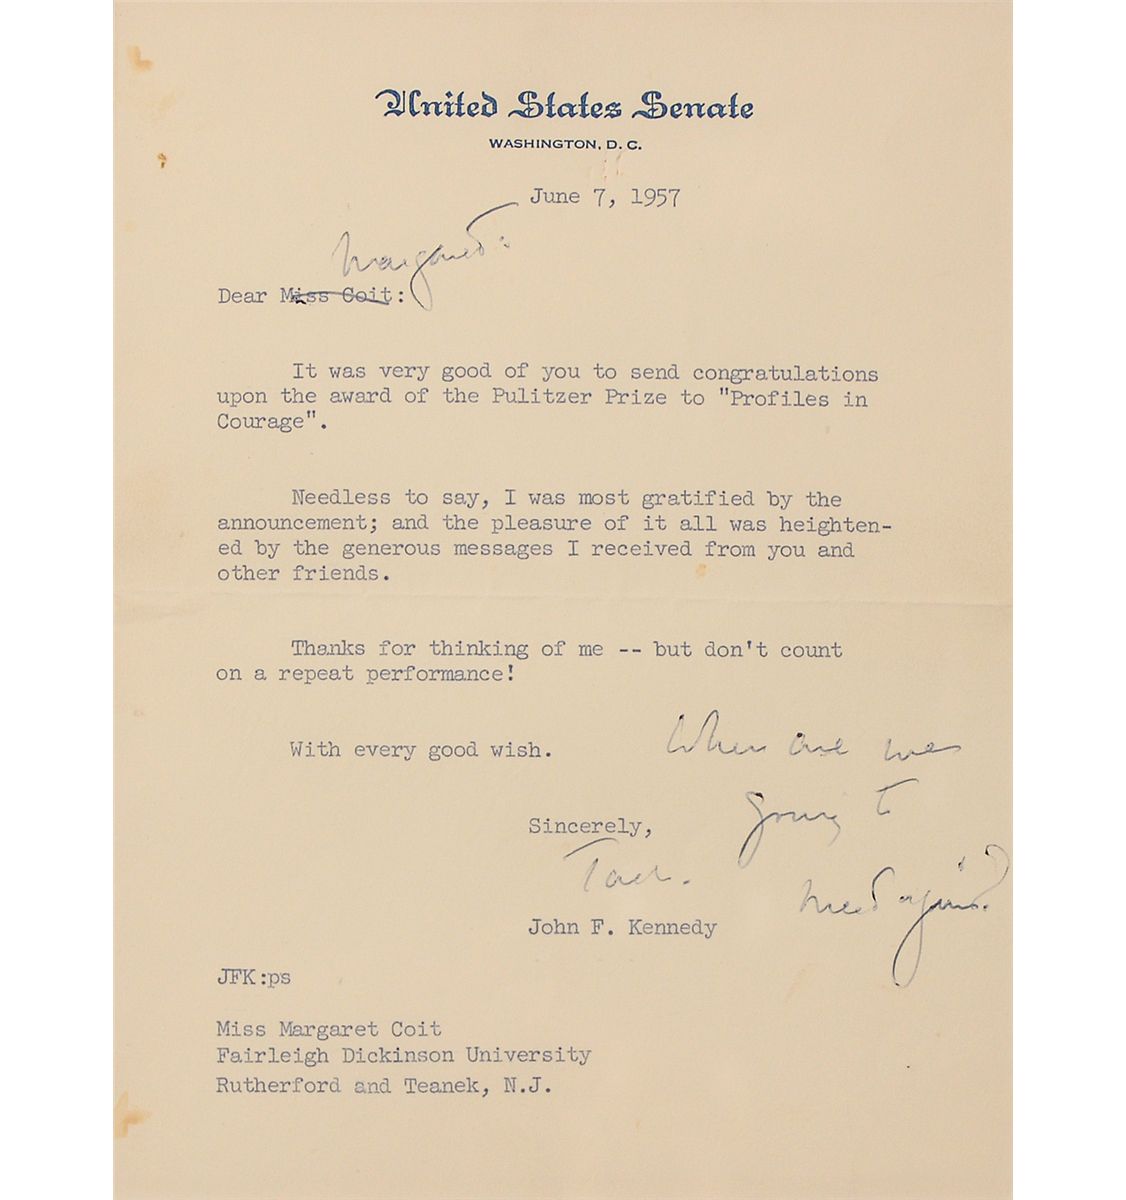 United States Senate
WASHINGTON, D. C.
June 7, 1957
Margaret:
Dear Miss Coit:
It was very good of you to send congratulations
upon the award of the Pulitzer Prize to "Profiles in
Courage".
Needless to say, I was most gratified by the
announcement; and the pleasure of it all was heighten-
ed by the generous messages I received from you and
other friends.
Thanks for thinking of me -- but don't count
on a repeat performance!
With every good wish.
When are we
going to
meet again?
Sincerely,
Jack.
John F. Kennedy
JFK:ps
Miss Margaret Coit
Fairleigh Dickinson University
Rutherford and Teanek, N.J.